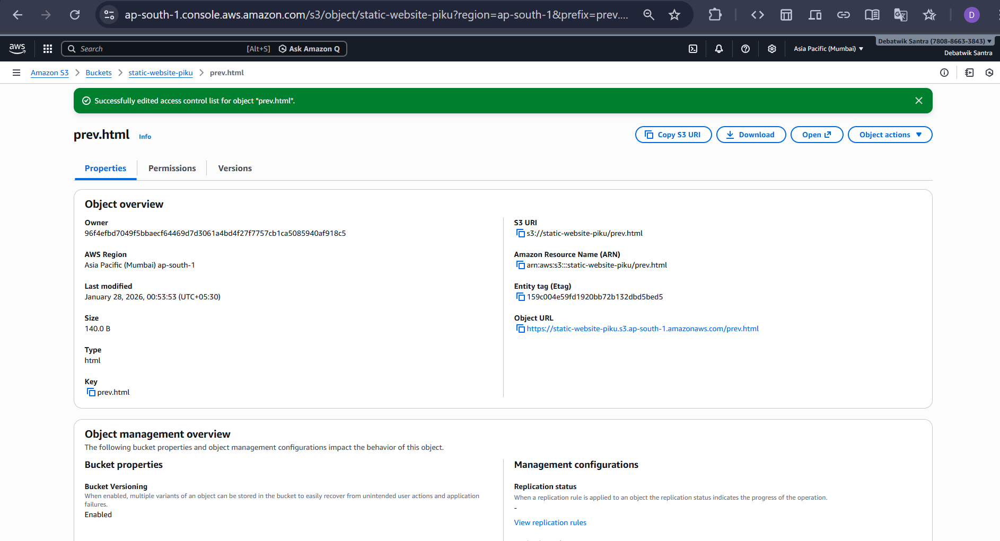 ap-south-1.console.aws.amazon.com/s3/object/static-website-piku?region=ap-south-1&prefix=prev....
D
aws
Search
[Alt+S]
Ask Amazon Q
Asia Pacific (Mumbai)
Debatwik Santra (7808-8663-3843)
Debatwik Santra
Amazon S3 > Buckets > static-website-piku > prev.html
Successfully edited access control list for object "prev.html".
prev.html Info
Copy S3 URI
Download
Open
Object actions
Properties
Permissions
Versions
Object overview
Owner
96f4efbd7049f5bbaecf64469d7d3061a4bd4f27f7757cb1ca5085940af918c5
AWS Region
Asia Pacific (Mumbai) ap-south-1
Last modified
January 28, 2026, 00:53:53 (UTC+05:30)
Size
140.0 B
Type
html
Key
prev.html
S3 URI
s3://static-website-piku/prev.html
Amazon Resource Name (ARN)
arn:aws:s3:::static-website-piku/prev.html
Entity tag (Etag)
159c004e59fd1920bb72b132dbd5bed5
Object URL
https://static-website-piku.s3.ap-south-1.amazonaws.com/prev.html
Object management overview
The following bucket properties and object management configurations impact the behavior of this object.
Bucket properties
Bucket Versioning
When enabled, multiple variants of an object can be stored in the bucket to easily recover from unintended user actions and application
failures.
Enabled
Management configurations
Replication status
When a replication rule is applied to an object the replication status indicates the progress of the operation.
-
View replication rules